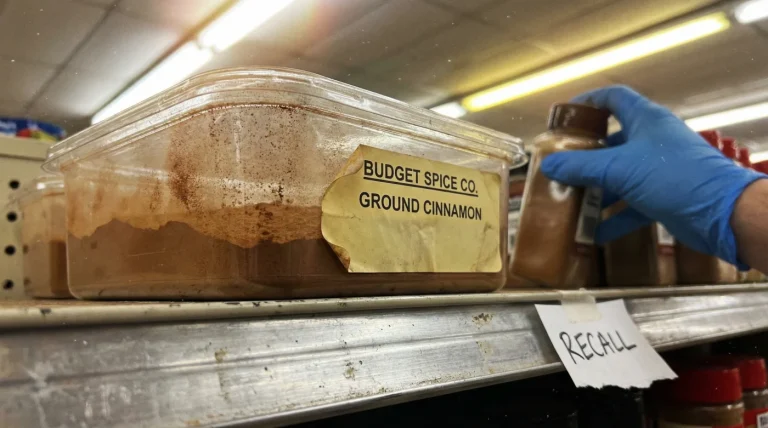 BUDGET SPICE CO.
GROUND CINNAMON
RECALL